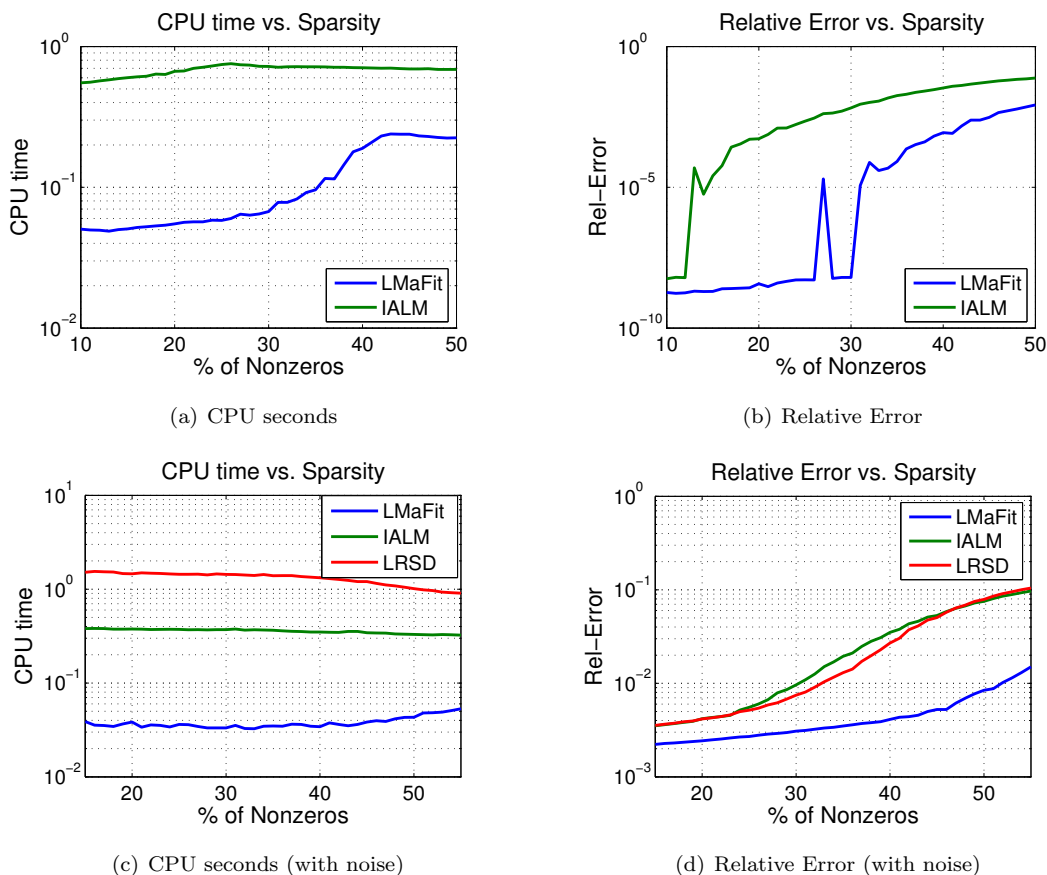 CPU time vs. Sparsity
10^0
10^-1
10^-2
CPU time
10 20 30 40 50
% of Nonzeros
LMaFit
IALM
(a) CPU seconds
Relative Error vs. Sparsity
10^0
10^-5
10^-10
Rel-Error
10 20 30 40 50
% of Nonzeros
LMaFit
IALM
(b) Relative Error
CPU time vs. Sparsity
10^1
10^0
10^-1
10^-2
CPU time
20 30 40 50
% of Nonzeros
LMaFit
IALM
LRSD
(c) CPU seconds (with noise)
Relative Error vs. Sparsity
10^0
10^-1
10^-2
10^-3
Rel-Error
20 30 40 50
% of Nonzeros
LMaFit
IALM
LRSD
(d) Relative Error (with noise)